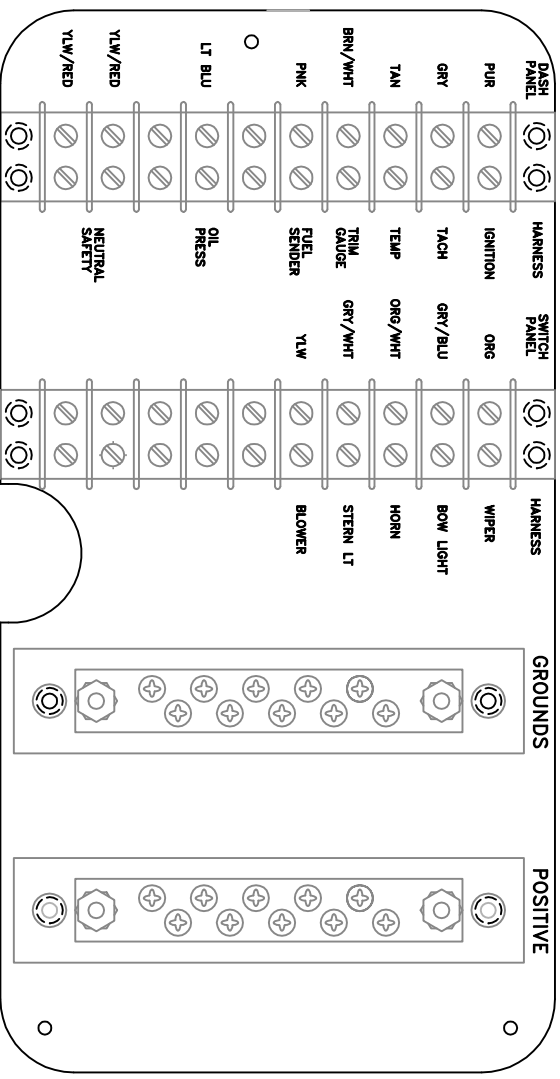 DASH
PANEL
PUR
GRY
TAN
BRN/WHT
PNK
LT BLU
YLW/RED
YLW/RED
HARNESS
IGNITION
TACH
TEMP
TRIM
GAUGE
FUEL
SENDER
OIL
PRESS
NEUTRAL
SAFETY
SWITCH
PANEL
ORG
GRY/BLU
ORG/WHT
GRY/WHT
YLW
HARNESS
WIPER
BOW LIGHT
HORN
STERN LT
BLOWER
GROUNDS
POSITIVE